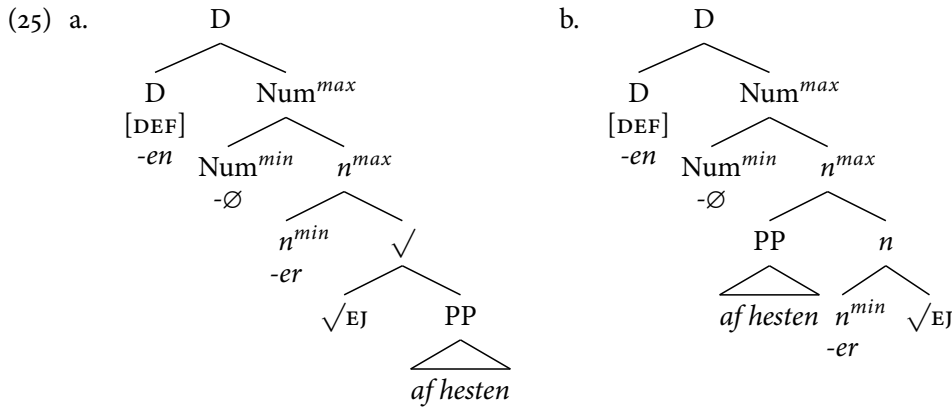 (25) a. D b. D
D Num^max D Num^max
[DEF] [DEF]
-en Num^min n^max -en Num^min n^max
-∅ -∅
n^min √ PP n
-er
√EJ PP af hesten n^min √EJ
-er
af hesten